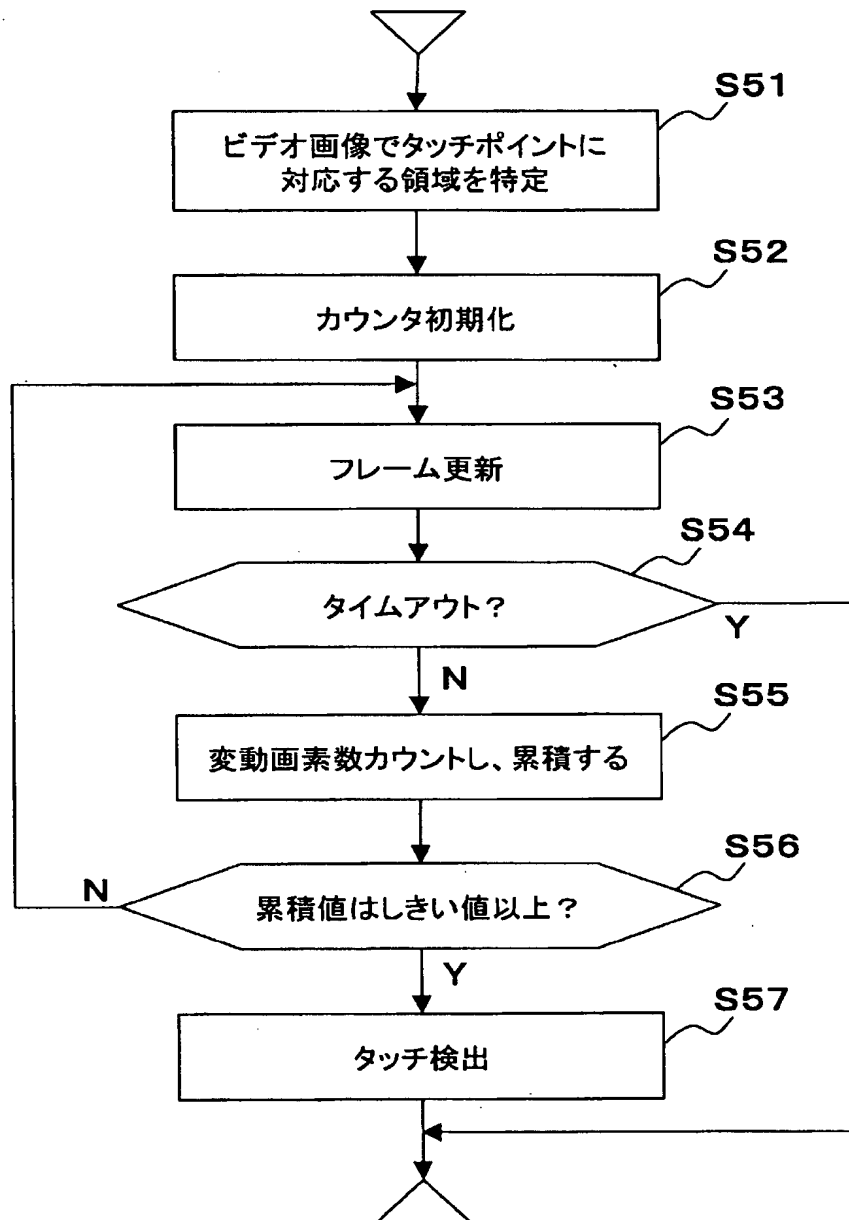 S51
ビデオ画像でタッチポイントに
対応する領域を特定
S52
カウンタ初期化
S53
フレーム更新
S54
タイムアウト?
Y
N
S55
変動画素数カウントし、累積する
S56
累積値はしきい値以上?
N
Y
S57
タッチ検出